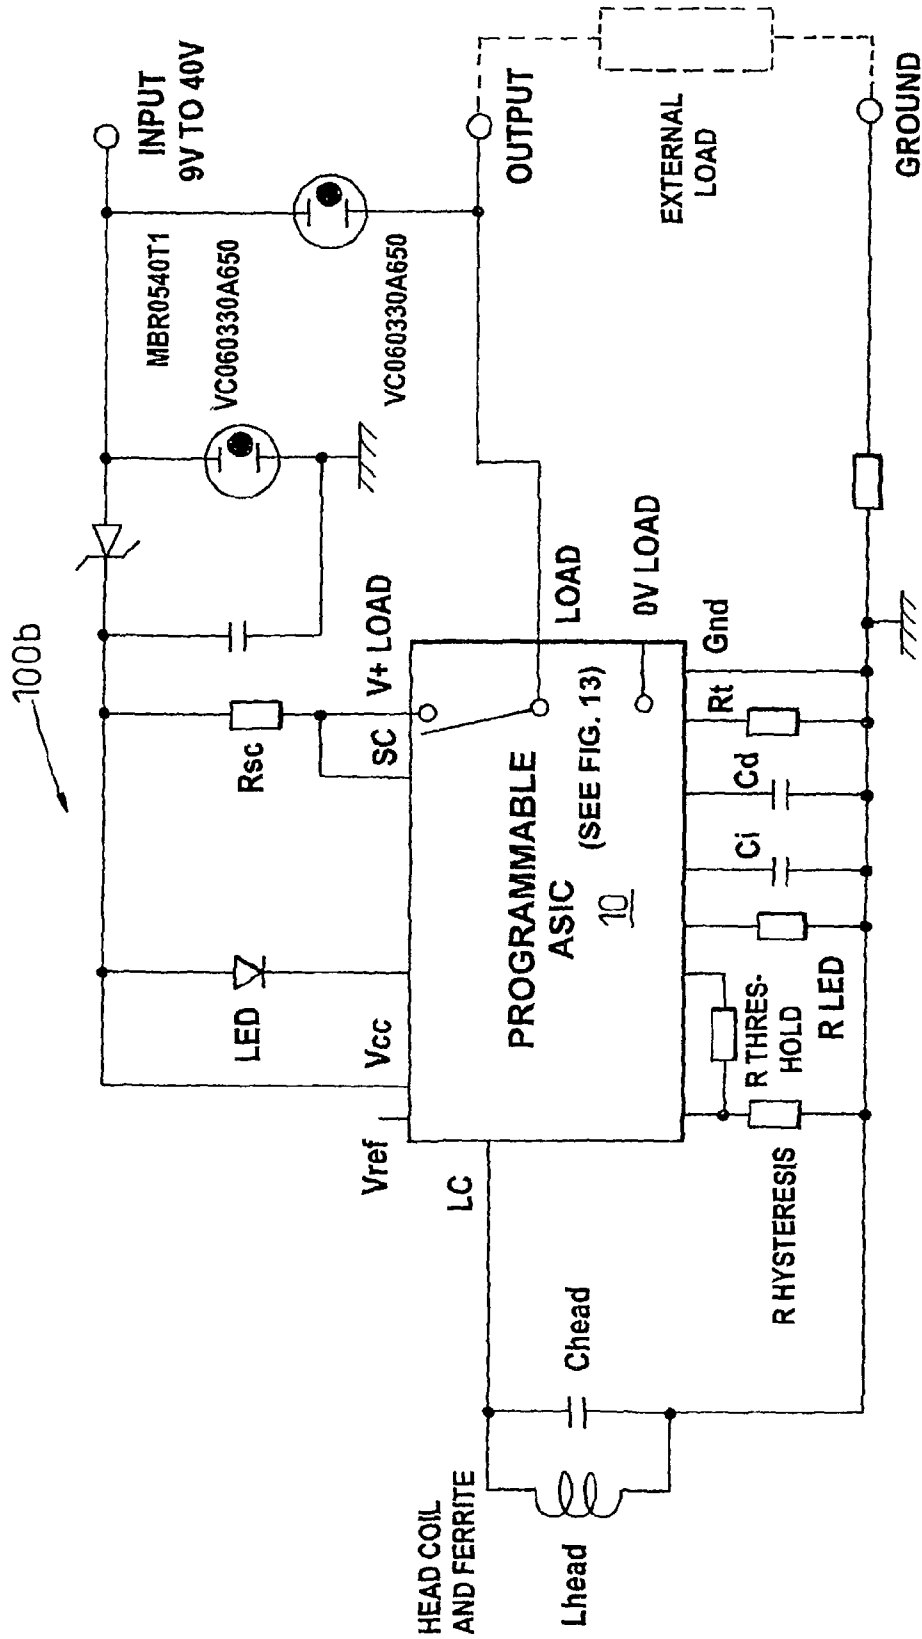 100b
INPUT
9V TO 40V
MBR0540T1
VC060330A650
VC060330A650
OUTPUT
EXTERNAL
LOAD
GROUND
LED
Rsc
Vref
Vcc
SC
V+ LOAD
LC
PROGRAMMABLE
ASIC
10
(SEE FIG. 13)
LOAD
0V LOAD
HEAD COIL
AND FERRITE
Lhead
Chead
R HYSTERESIS
R THRES-
HOLD
R LED
Ci
Cd
Rt
Gnd